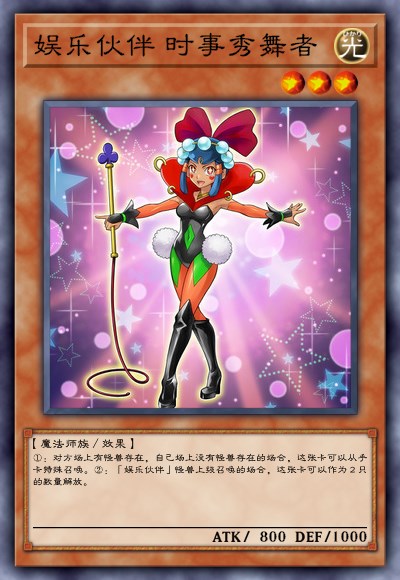 娱乐伙伴 时事秀舞者
光
【魔法师族／效果】
①：对方场上有怪兽存在，自己场上没有怪兽存在的场合，这张卡可以从手
卡特殊召唤。②：「娱乐伙伴」怪兽上级召唤的场合，这张卡可以作为２只
的数量解放。
ATK/ 800 DEF/1000